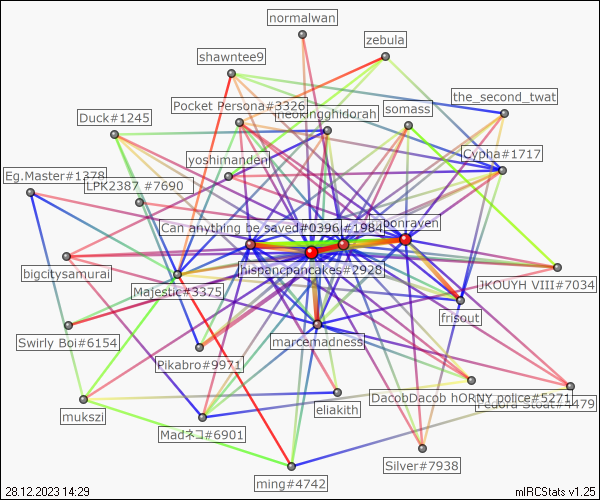 normalwan
zebula
shawntee9
the_second_twat
Pocket Persona#3326
neokingghidorah
somass
Duck#1245
yoshimanden
Cypha#1717
Eg.Master#1378
LPK2387 #7690
Can anything be saved#0396
#1984
ponraven
bigcitysamurai
hispancpancakes#2928
Majestic#3375
JKOUYH VIII#7034
frisout
Swirly Boi#6154
marcemadness
Pikabro#9971
DacobDacob hORNY police#5271
Fedora Stoat#4479
mukszi
eliakith
Madネコ#6901
Silver#7938
ming#4742
28.12.2023 14:29
mIRCStats v1.25